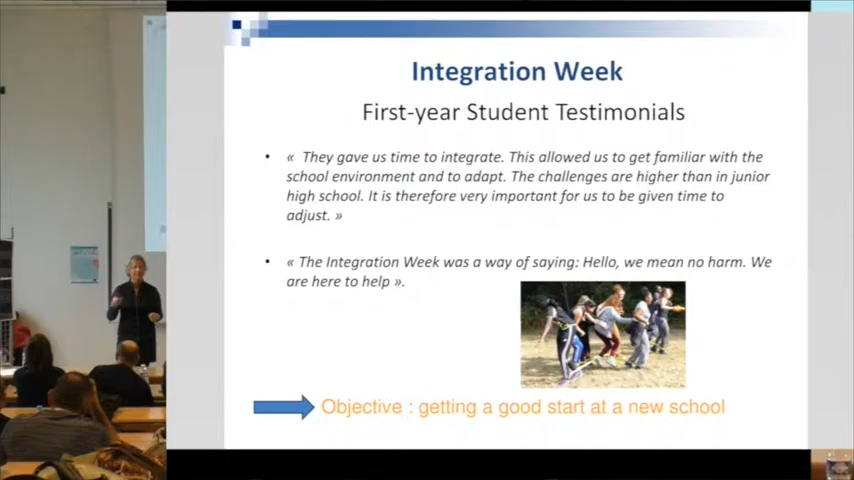 Integration Week
First-year Student Testimonials
• « They gave us time to integrate. This allowed us to get familiar with the
school environment and to adapt. The challenges are higher than in junior
high school. It is therefore very important for us to be given time to
adjust. »
• « The Integration Week was a way of saying: Hello, we mean no harm. We
are here to help ».
Objective : getting a good start at a new school